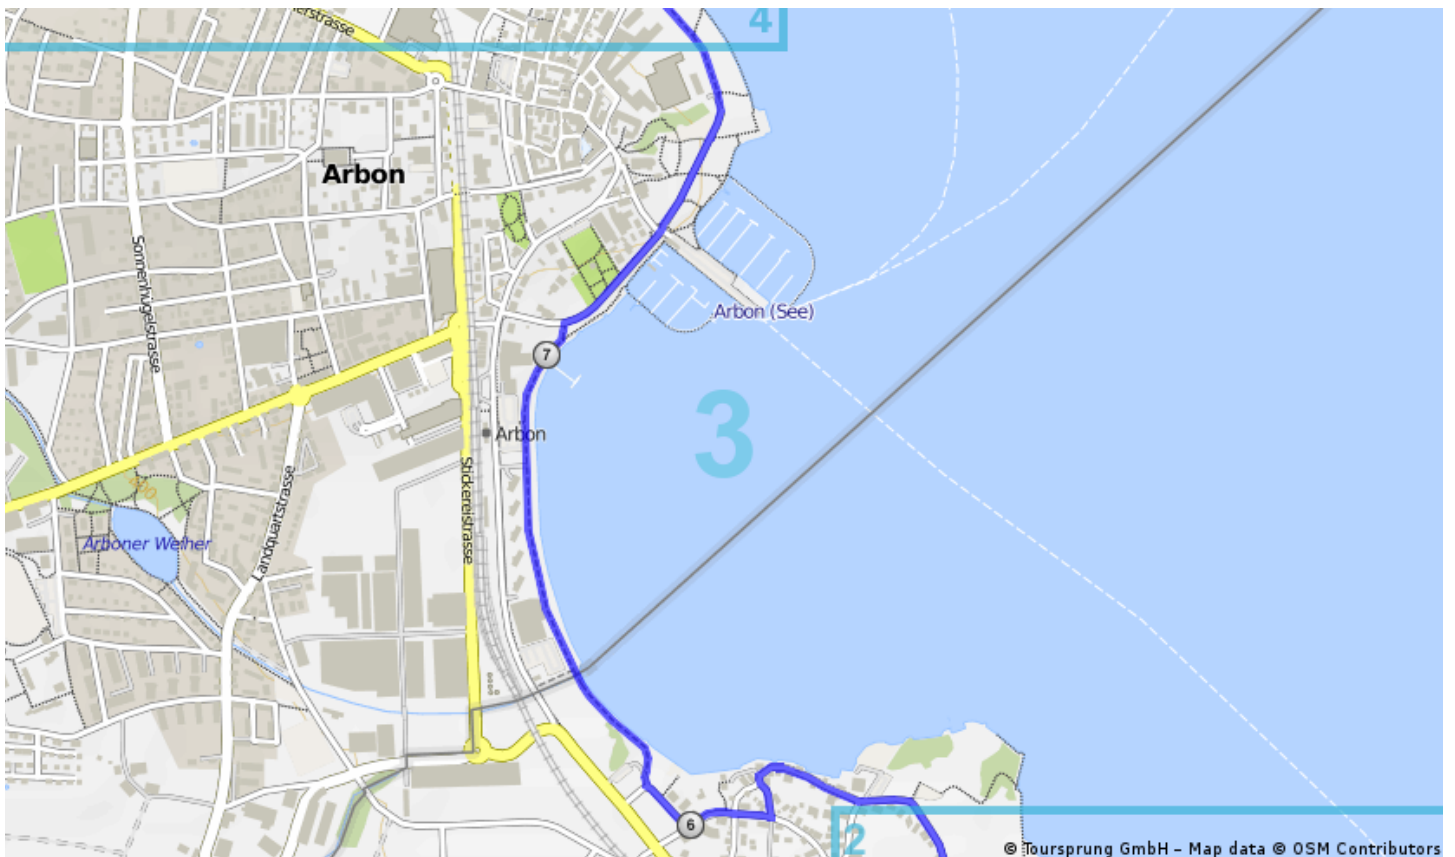 4
Arbon
Sonnenhügelstrasse
Arbon (See)
7
3
Arbon
Stickereistrasse
Landquartstrasse
Arboner Weiher
6
2
© Toursprung GmbH – Map data © OSM Contributors